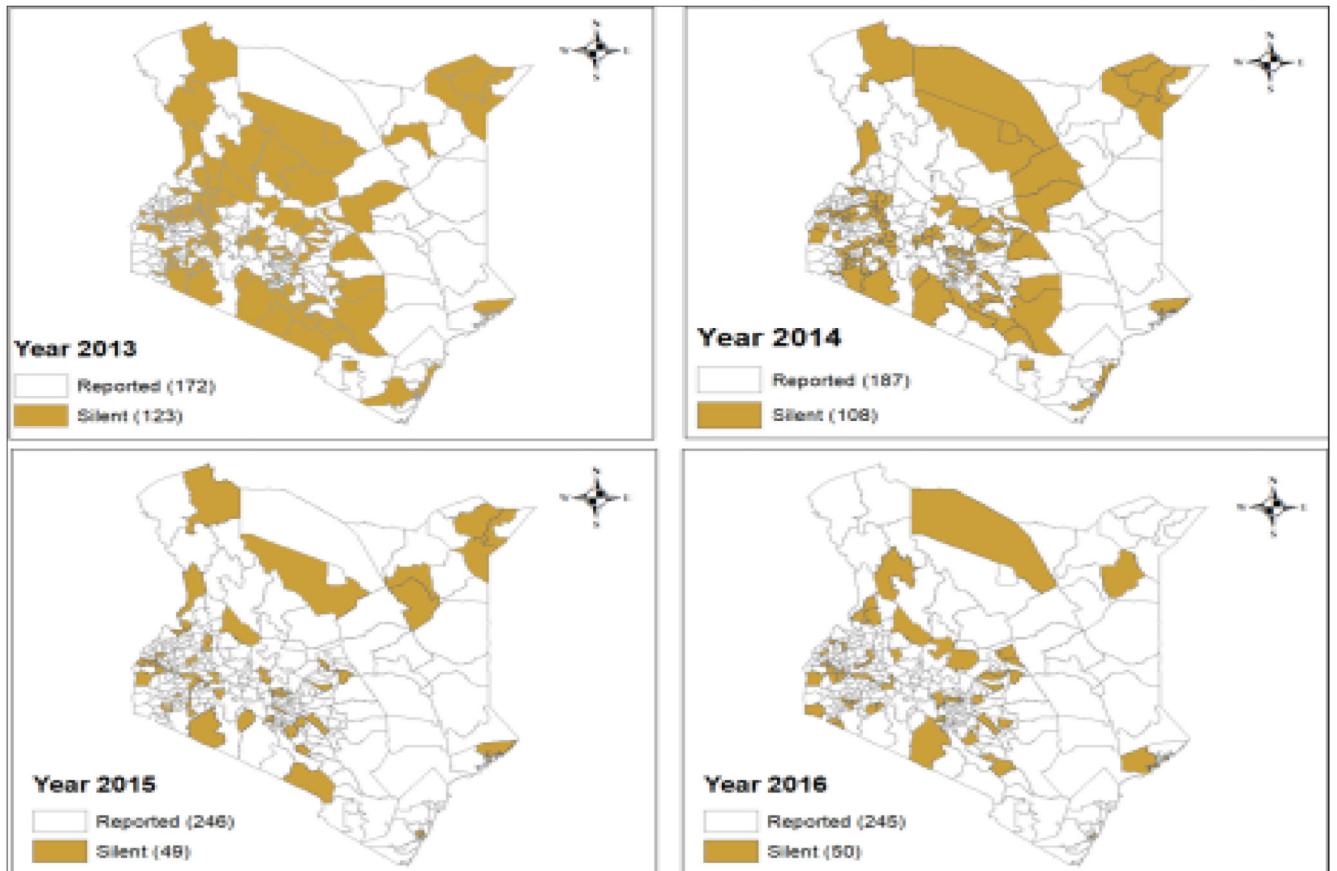 N
W E
S
Year 2013
Reported (172)
Silent (123)
N
W E
S
Year 2014
Reported (187)
Silent (108)
N
W E
S
Year 2015
Reported (246)
Silent (49)
N
W E
S
Year 2016
Reported (245)
Silent (50)